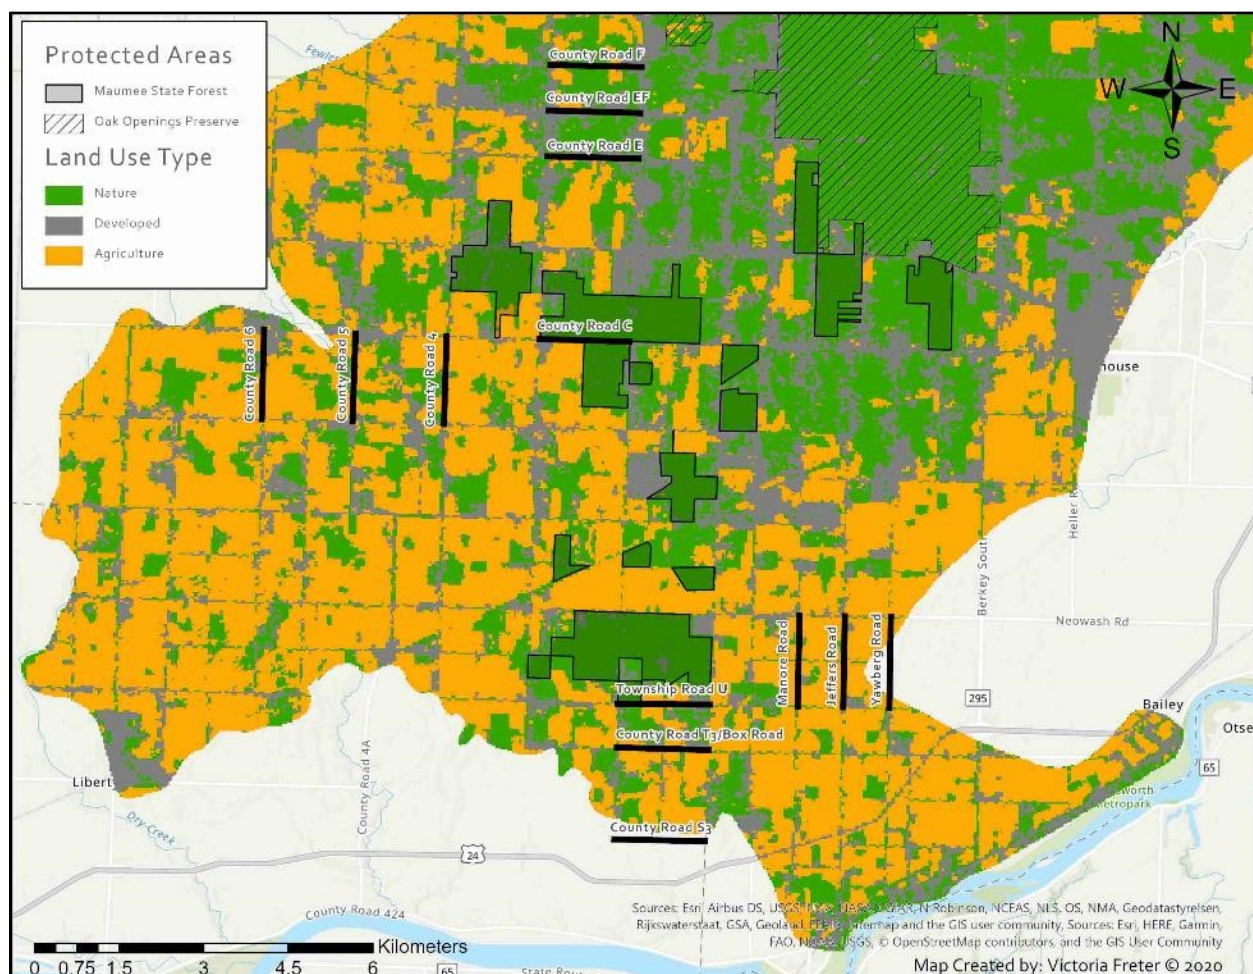 Protected Areas
Maumee State Forest
Oak Openings Preserve
Land Use Type
Nature
Developed
Agriculture
County Road F
County Road EF
County Road E
N
W E
S
County Road C
County Road 6
County Road 5
County Road 4
house
Berkey South
Heller R
Neowash Rd
Manore Road
Jeffers Road
Yawberg Road
Township Road U
County Road T3/Box Road
County Road S3
295
Bailey
Otse
65
Metropark
Libert
Dry Creek
County Road 4A
24
County Road 424
65
State Rout
Sources: Esri, Airbus DS, USGS, NASA, CGIAR, N Robinson, NCEAS, NLS, OS, NMA, Geodatastyrelsen,
Rijkswaterstaat, GSA, Geoland, FEMA, Intermap and the GIS user community, Sources: Esri, HERE, Garmin,
FAO, USGS, © OpenStreetMap contributors, and the GIS User Community
Kilometers
0 0.75 1.5 3 4.5 6
Map Created by: Victoria Freter © 2020